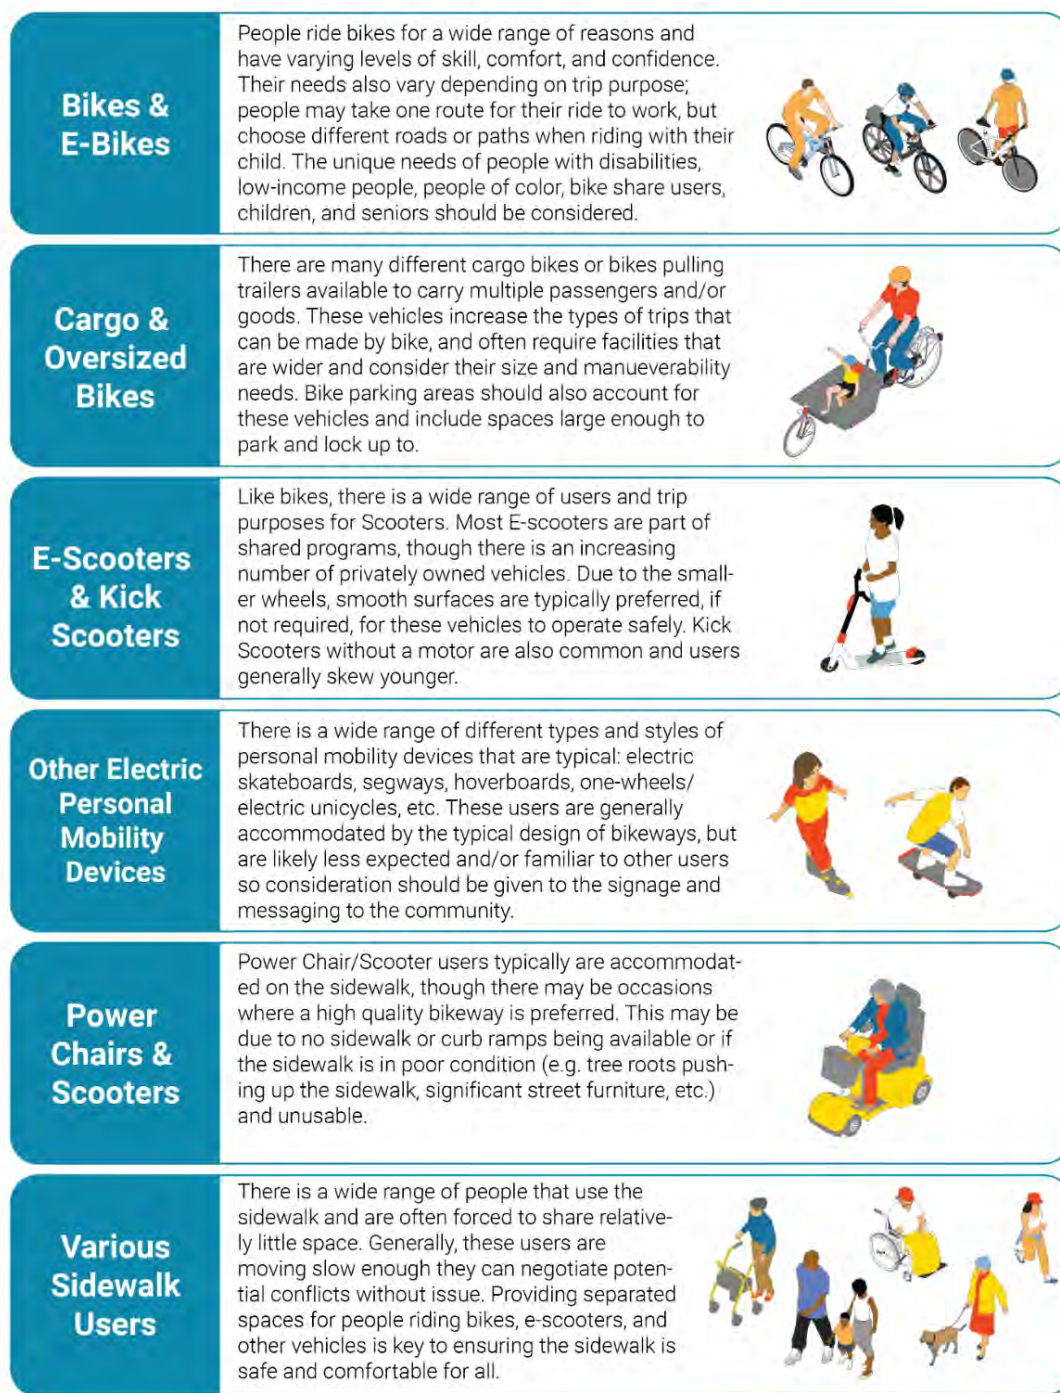 Bikes &
E-Bikes
People ride bikes for a wide range of reasons and
have varying levels of skill, comfort, and confidence.
Their needs also vary depending on trip purpose;
people may take one route for their ride to work, but
choose different roads or paths when riding with their
child. The unique needs of people with disabilities,
low-income people, people of color, bike share users,
children, and seniors should be considered.
Cargo &
Oversized
Bikes
There are many different cargo bikes or bikes pulling
trailers available to carry multiple passengers and/or
goods. These vehicles increase the types of trips that
can be made by bike, and often require facilities that
are wider and consider their size and manueverability
needs. Bike parking areas should also account for
these vehicles and include spaces large enough to
park and lock up to.
E-Scooters
& Kick
Scooters
Like bikes, there is a wide range of users and trip
purposes for Scooters. Most E-scooters are part of
shared programs, though there is an increasing
number of privately owned vehicles. Due to the small-
er wheels, smooth surfaces are typically preferred, if
not required, for these vehicles to operate safely. Kick
Scooters without a motor are also common and users
generally skew younger.
Other Electric
Personal
Mobility
Devices
There is a wide range of different types and styles of
personal mobility devices that are typical: electric
skateboards, segways, hoverboards, one-wheels/
electric unicycles, etc. These users are generally
accommodated by the typical design of bikeways, but
are likely less expected and/or familiar to other users
so consideration should be given to the signage and
messaging to the community.
Power
Chairs &
Scooters
Power Chair/Scooter users typically are accommodat-
ed on the sidewalk, though there may be occasions
where a high quality bikeway is preferred. This may be
due to no sidewalk or curb ramps being available or if
the sidewalk is in poor condition (e.g. tree roots push-
ing up the sidewalk, significant street furniture, etc.)
and unusable.
Various
Sidewalk
Users
There is a wide range of people that use the
sidewalk and are often forced to share relative-
ly little space. Generally, these users are
moving slow enough they can negotiate poten-
tial conflicts without issue. Providing separated
spaces for people riding bikes, e-scooters, and
other vehicles is key to ensuring the sidewalk is
safe and comfortable for all.